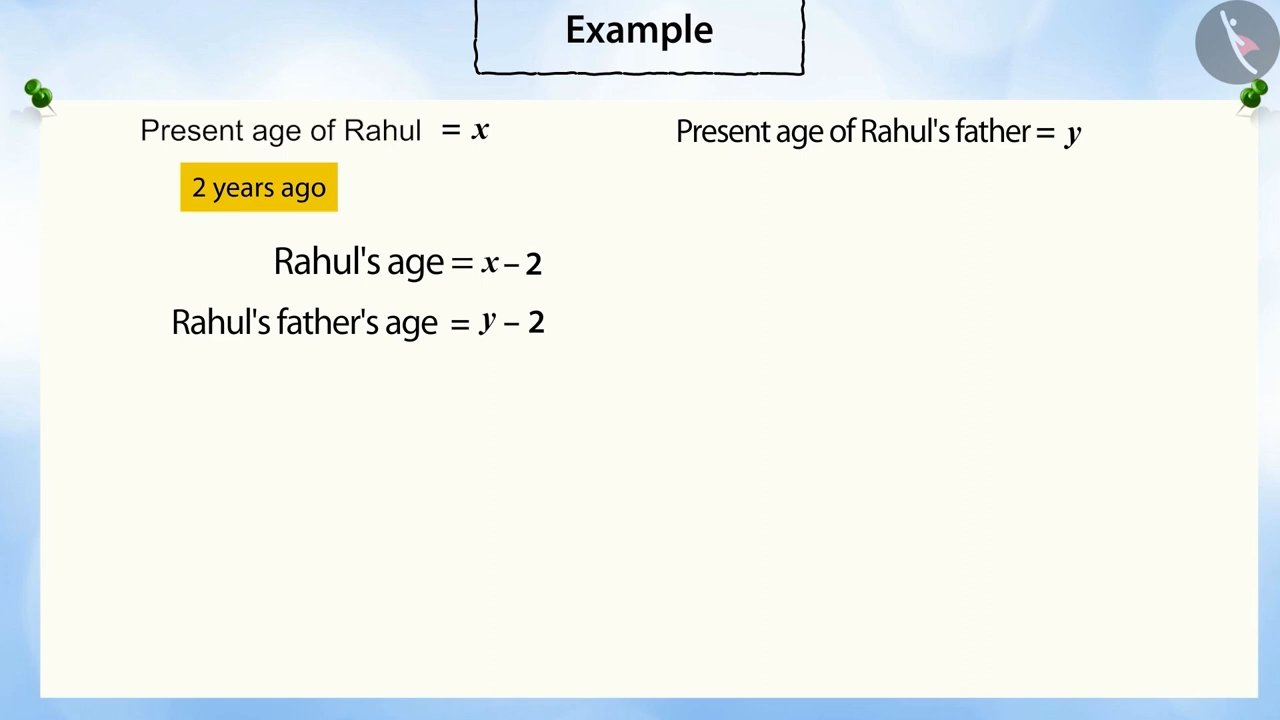 Example
Present age of Rahul = x
Present age of Rahul's father = y
2 years ago
Rahul's age = x – 2
Rahul's father's age = y – 2